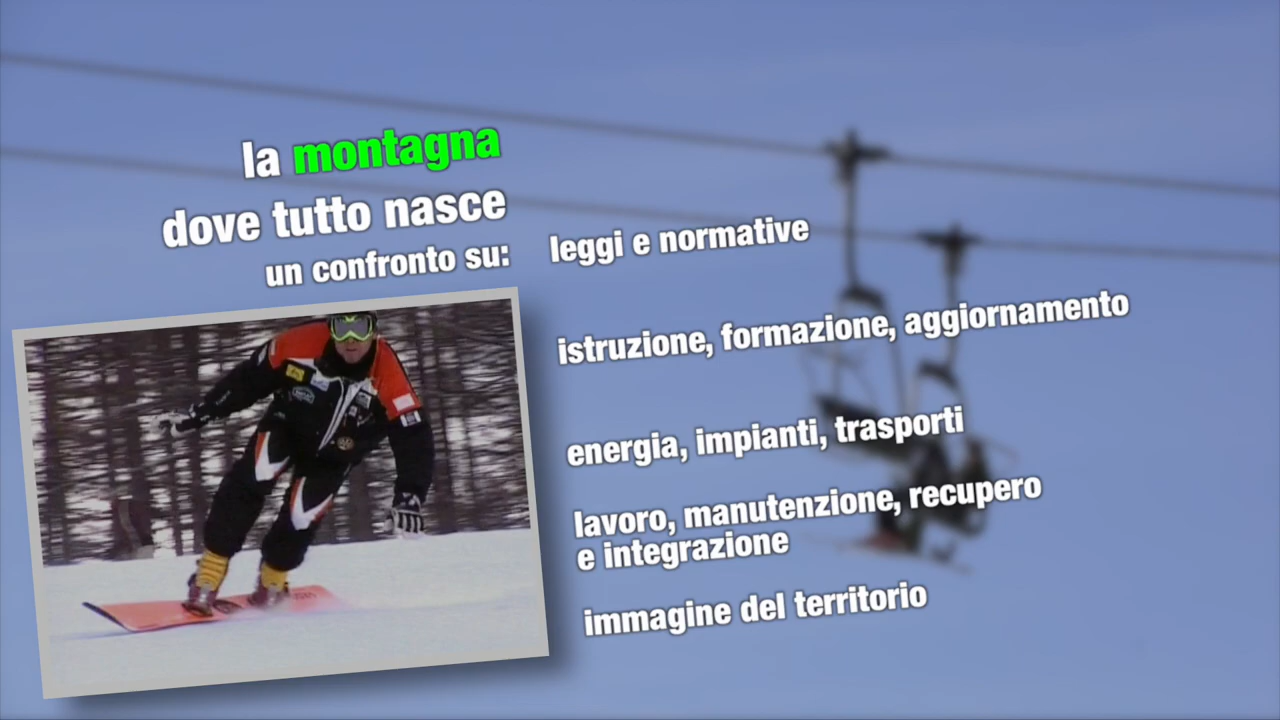 la montagna
dove tutto nasce
un confronto su:
leggi e normative
istruzione, formazione, aggiornamento
energia, impianti, trasporti
lavoro, manutenzione, recupero
e integrazione
immagine del territorio